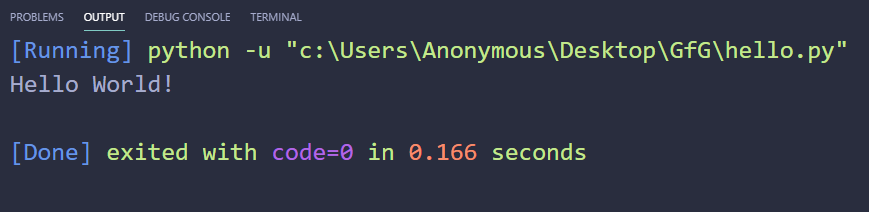 PROBLEMS OUTPUT DEBUG CONSOLE TERMINAL
[Running] python -u "c:\Users\Anonymous\Desktop\GfG\hello.py"
Hello World!
[Done] exited with code=0 in 0.166 seconds